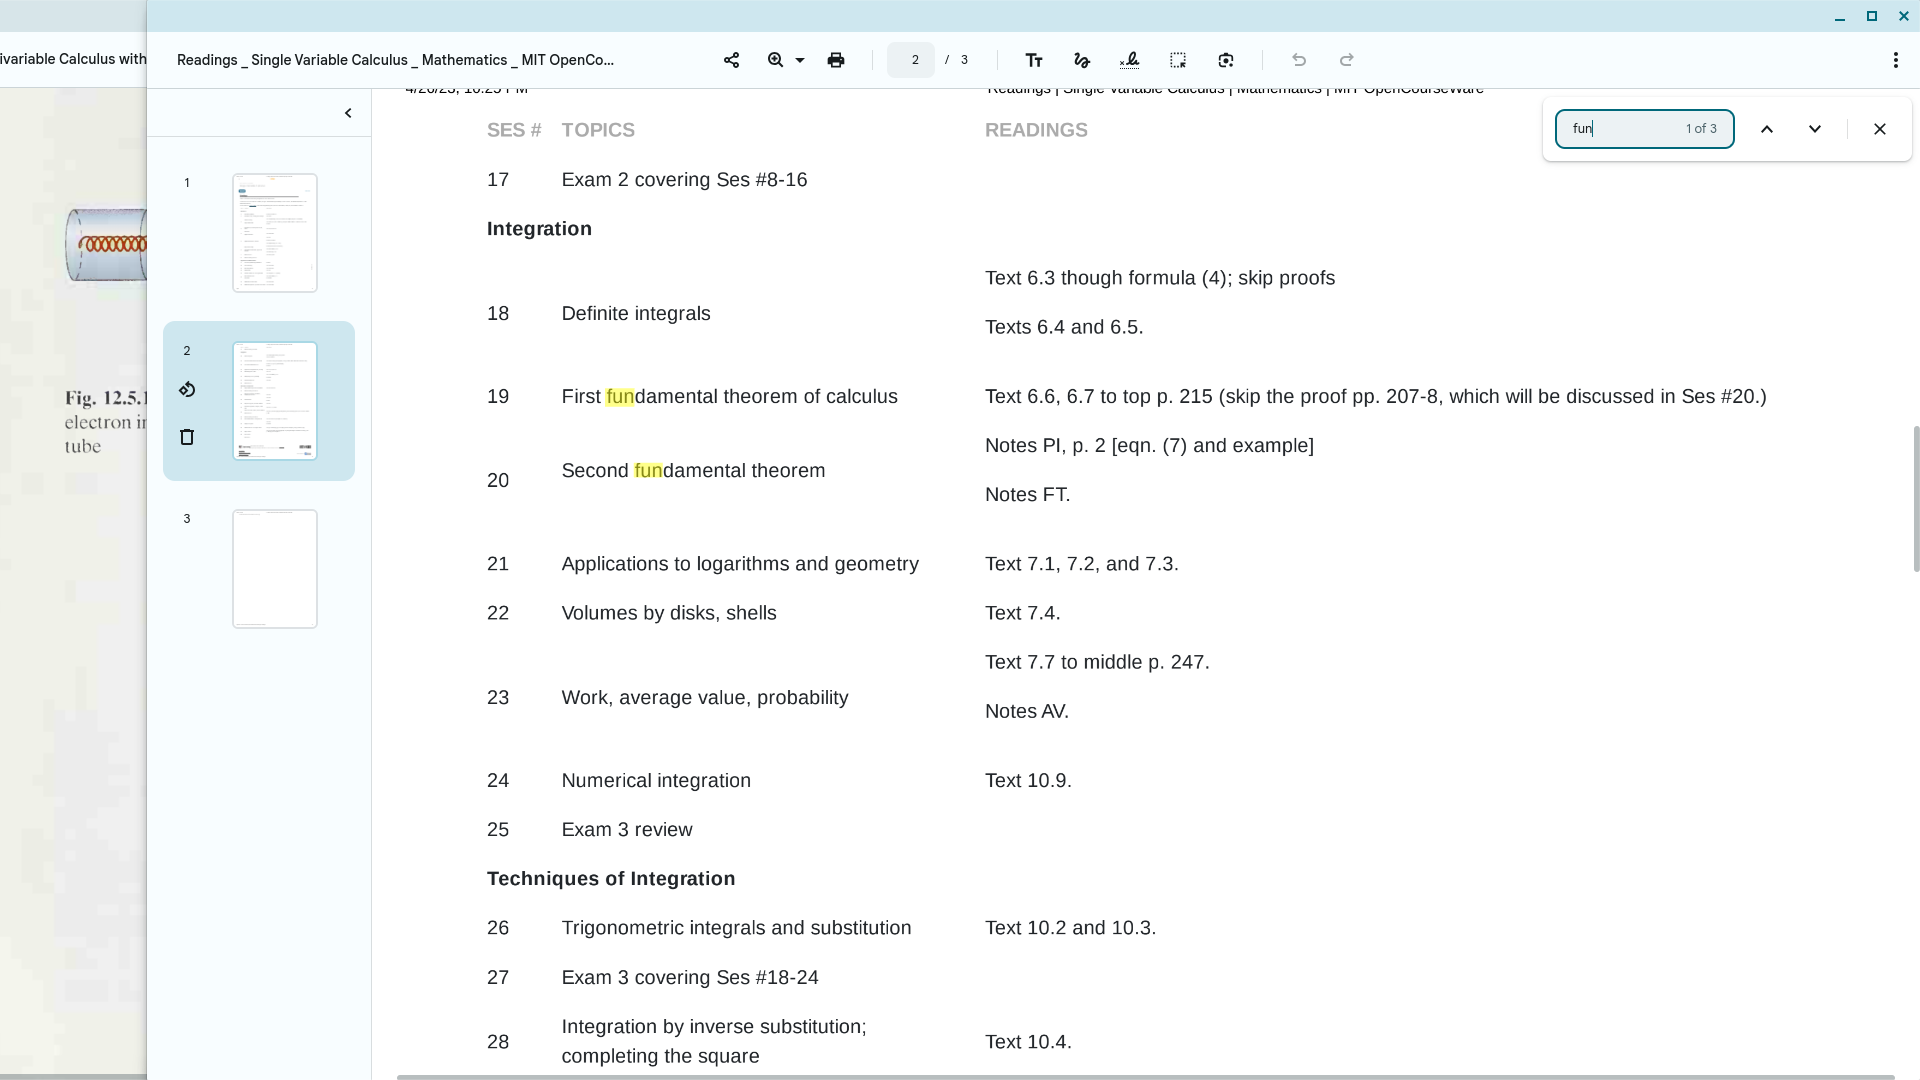 ivariable Calculus with
Readings _ Single Variable Calculus _ Mathematics _ MIT OpenCo...
2 / 3
4/26/23, 10:25 PM
Readings | Single Variable Calculus | Mathematics | MIT OpenCourseWare
fun
1 of 3
1
2
3
Fig. 12.5.1
electron in
tube
SES # TOPICS READINGS
17 Exam 2 covering Ses #8-16
Integration
Text 6.3 though formula (4); skip proofs
18 Definite integrals
Texts 6.4 and 6.5.
19 First fundamental theorem of calculus Text 6.6, 6.7 to top p. 215 (skip the proof pp. 207-8, which will be discussed in Ses #20.)
Notes PI, p. 2 [eqn. (7) and example]
20 Second fundamental theorem
Notes FT.
21 Applications to logarithms and geometry Text 7.1, 7.2, and 7.3.
22 Volumes by disks, shells Text 7.4.
Text 7.7 to middle p. 247.
23 Work, average value, probability
Notes AV.
24 Numerical integration Text 10.9.
25 Exam 3 review
Techniques of Integration
26 Trigonometric integrals and substitution Text 10.2 and 10.3.
27 Exam 3 covering Ses #18-24
28 Integration by inverse substitution; Text 10.4.
completing the square